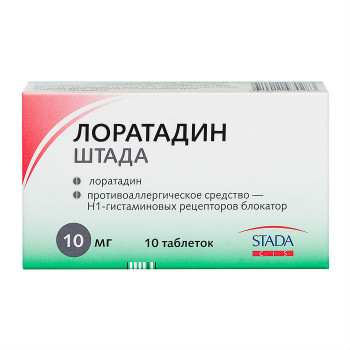 ЛОРАТАДИН
ШТАДА
лоратадин
противоаллергическое средство —
Н1-гистаминовых рецепторов блокатор
10 мг
10 таблеток
STADA
CIS